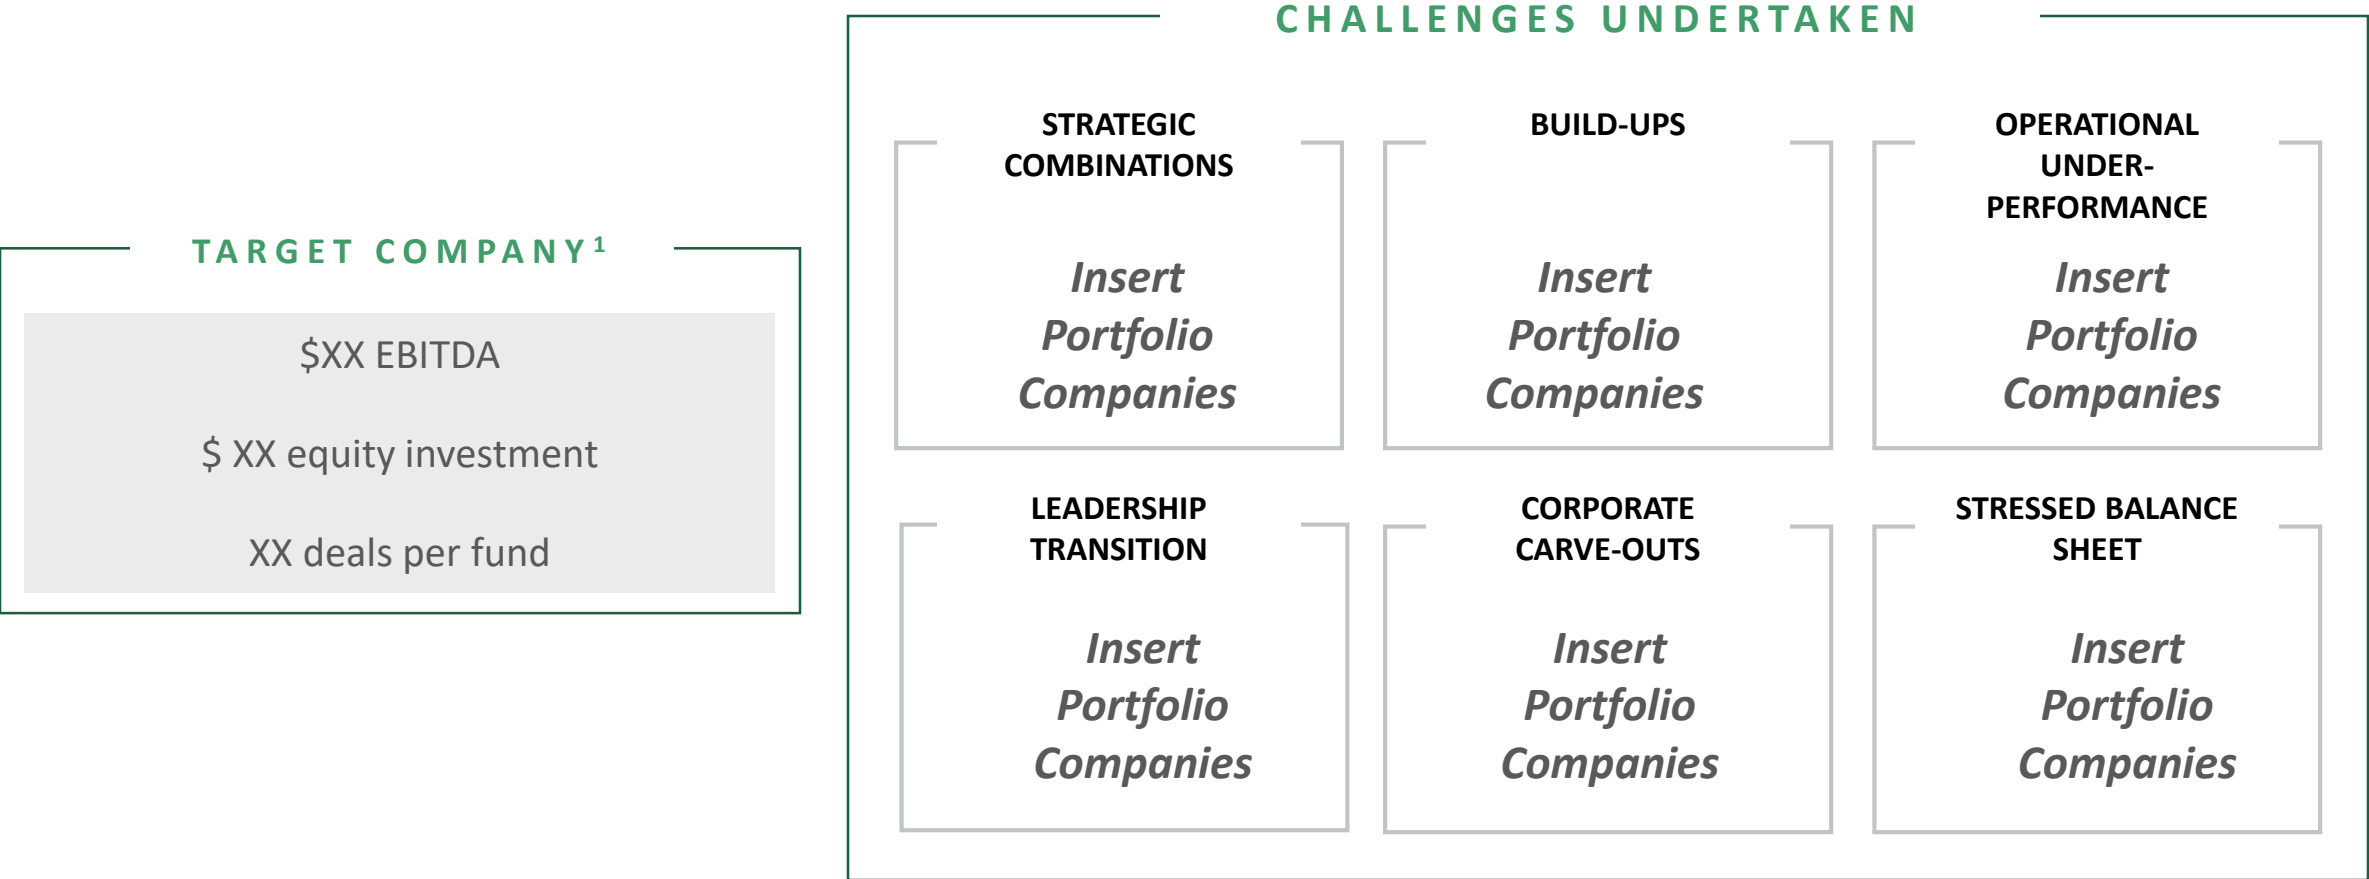 TARGET COMPANY¹
$XX EBITDA
$ XX equity investment
XX deals per fund
CHALLENGES UNDERTAKEN
STRATEGIC
COMBINATIONS
Insert
Portfolio
Companies
BUILD-UPS
Insert
Portfolio
Companies
OPERATIONAL
UNDER-
PERFORMANCE
Insert
Portfolio
Companies
LEADERSHIP
TRANSITION
Insert
Portfolio
Companies
CORPORATE
CARVE-OUTS
Insert
Portfolio
Companies
STRESSED BALANCE
SHEET
Insert
Portfolio
Companies